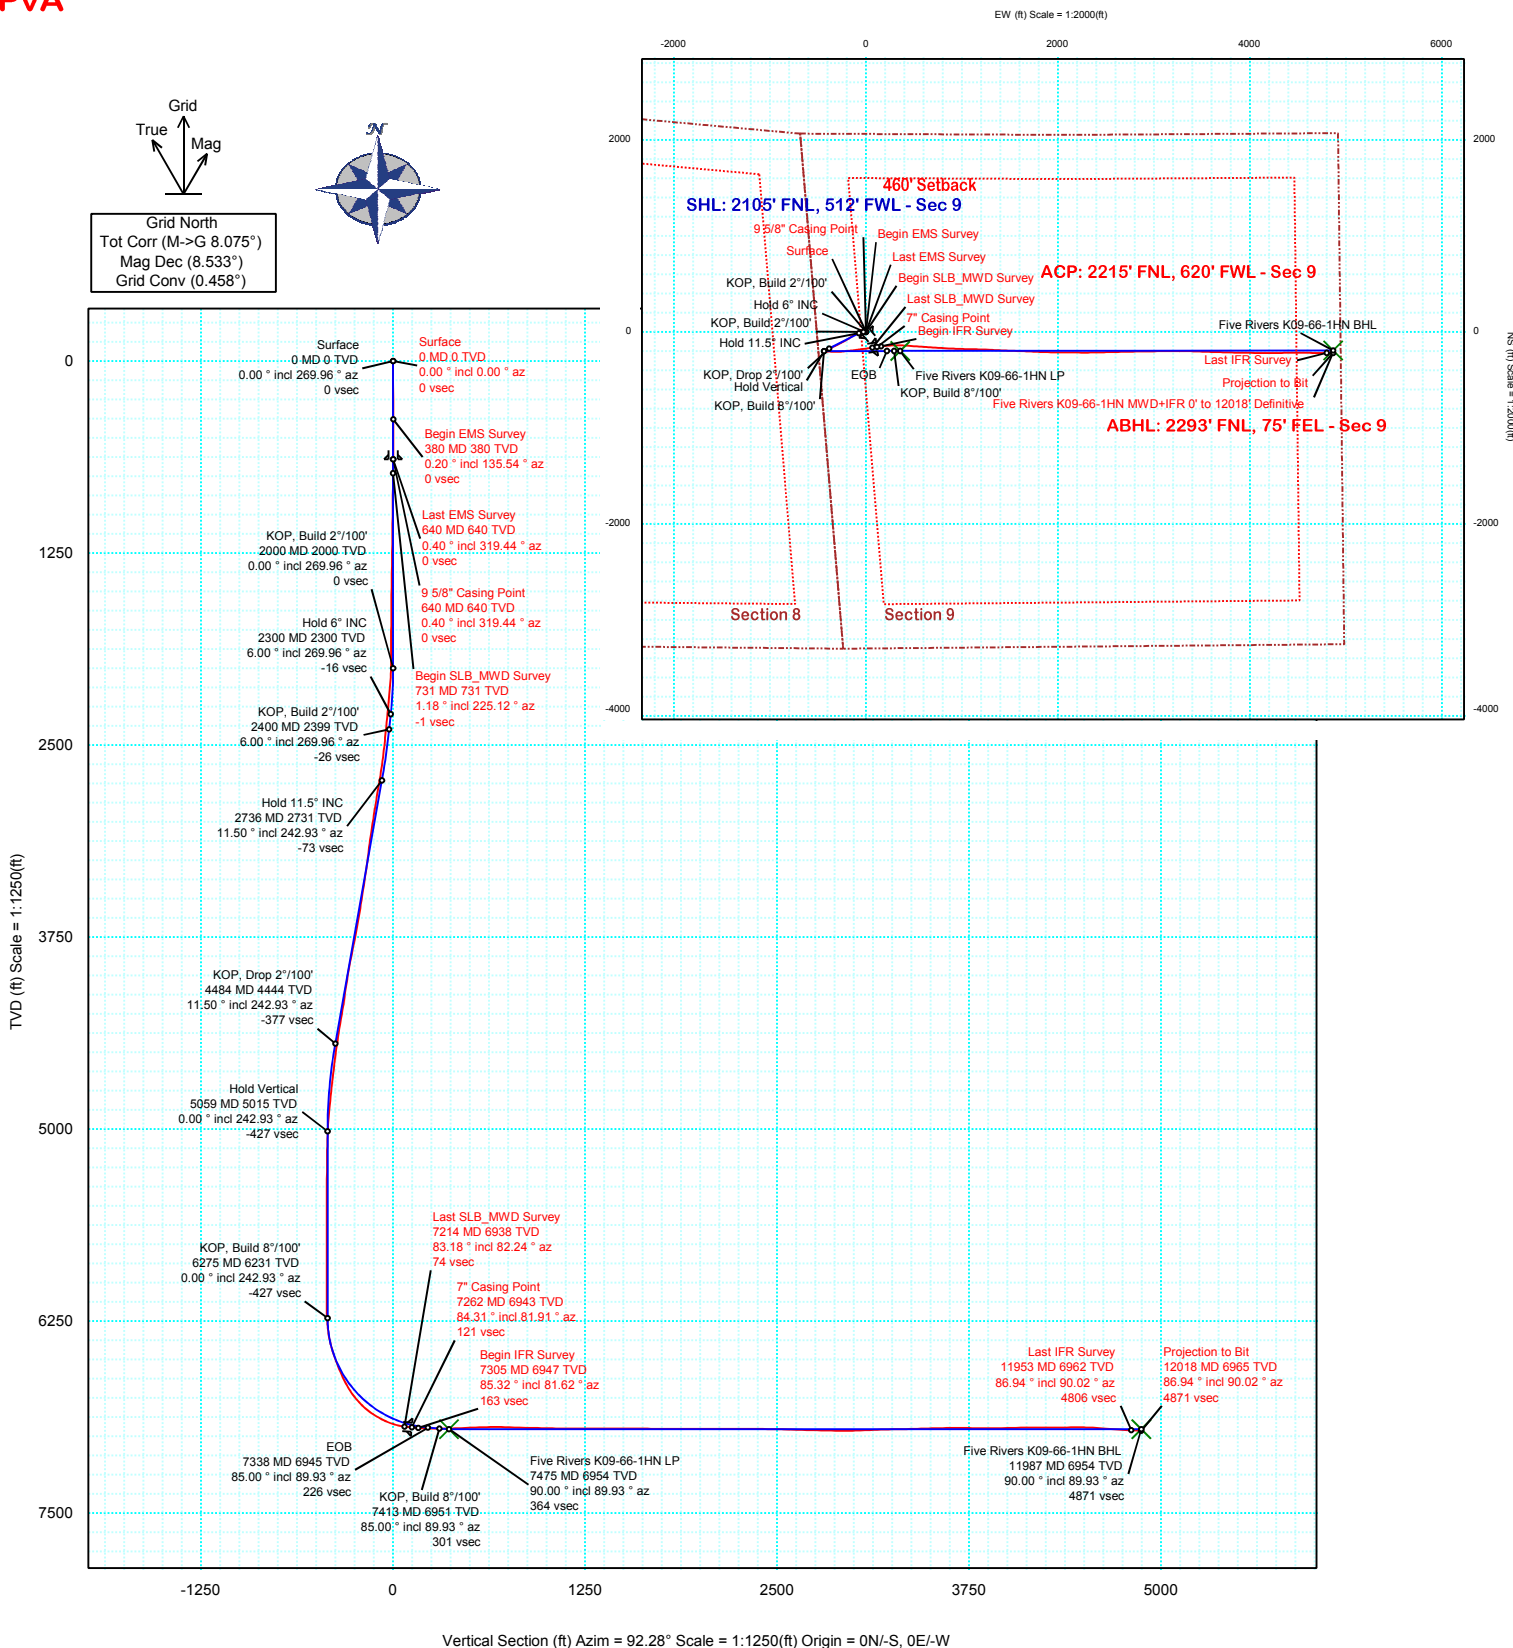 PvA
EW (ft) Scale = 1:2000(ft)
-2000
0
2000
4000
6000
Grid
True
Mag
N
Grid North
Tot Corr (M->G 8.075°)
Mag Dec (8.533°)
Grid Conv (0.458°)
2000
2000
0
0
-2000
-2000
-4000
-4000
460' Setback
SHL: 2105' FNL, 512' FWL - Sec 9
9 5/8" Casing Point
Begin EMS Survey
Surface
Last EMS Survey
ACP: 2215' FNL, 620' FWL - Sec 9
Begin SLB_MWD Survey
KOP, Build 2°/100'
Last SLB_MWD Survey
Hold 6° INC
7" Casing Point
KOP, Build 2°/100'
Begin IFR Survey
Five Rivers K09-66-1HN BHL
Hold 11.5° INC
Last IFR Survey
KOP, Drop 2°/100'
EOB
Five Rivers K09-66-1HN LP
Projection to Bit
Hold Vertical
KOP, Build 8°/100'
KOP, Build 8°/100'
Five Rivers K09-66-1HN MWD+IFR 0' to 12018' Definitive
ABHL: 2293' FNL, 75' FEL - Sec 9
Section 8
Section 9
NS (ft) Scale = 1:2000(ft)
Surface
0 MD 0 TVD
0.00 ° incl 269.96 ° az
0 vsec
Surface
0 MD 0 TVD
0.00 ° incl 0.00 ° az
0 vsec
Begin EMS Survey
380 MD 380 TVD
0.20 ° incl 135.54 ° az
0 vsec
Last EMS Survey
640 MD 640 TVD
0.40 ° incl 319.44 ° az
0 vsec
KOP, Build 2°/100'
2000 MD 2000 TVD
0.00 ° incl 269.96 ° az
0 vsec
9 5/8" Casing Point
640 MD 640 TVD
0.40 ° incl 319.44 ° az
0 vsec
Hold 6° INC
2300 MD 2300 TVD
6.00 ° incl 269.96 ° az
-16 vsec
Begin SLB_MWD Survey
731 MD 731 TVD
1.18 ° incl 225.12 ° az
-1 vsec
KOP, Build 2°/100'
2400 MD 2399 TVD
6.00 ° incl 269.96 ° az
-26 vsec
Hold 11.5° INC
2736 MD 2731 TVD
11.50 ° incl 242.93 ° az
-73 vsec
KOP, Drop 2°/100'
4484 MD 4444 TVD
11.50 ° incl 242.93 ° az
-377 vsec
Hold Vertical
5059 MD 5015 TVD
0.00 ° incl 242.93 ° az
-427 vsec
KOP, Build 8°/100'
6275 MD 6231 TVD
0.00 ° incl 242.93 ° az
-427 vsec
Last SLB_MWD Survey
7214 MD 6938 TVD
83.18 ° incl 82.24 ° az
74 vsec
7" Casing Point
7262 MD 6943 TVD
84.31 ° incl 81.91 ° az
121 vsec
Begin IFR Survey
7305 MD 6947 TVD
85.32 ° incl 81.62 ° az
163 vsec
Last IFR Survey
11953 MD 6962 TVD
86.94 ° incl 90.02 ° az
4806 vsec
Projection to Bit
12018 MD 6965 TVD
86.94 ° incl 90.02 ° az
4871 vsec
EOB
7338 MD 6945 TVD
85.00 ° incl 89.93 ° az
226 vsec
KOP, Build 8°/100'
7413 MD 6951 TVD
85.00 ° incl 89.93 ° az
301 vsec
Five Rivers K09-66-1HN LP
7475 MD 6954 TVD
90.00 ° incl 89.93 ° az
364 vsec
Five Rivers K09-66-1HN BHL
11987 MD 6954 TVD
90.00 ° incl 89.93 ° az
4871 vsec
0
1250
2500
3750
5000
6250
7500
TVD (ft) Scale = 1:1250(ft)
-1250
0
1250
2500
3750
5000
Vertical Section (ft) Azim = 92.28° Scale = 1:1250(ft) Origin = 0N/-S, 0E/-W